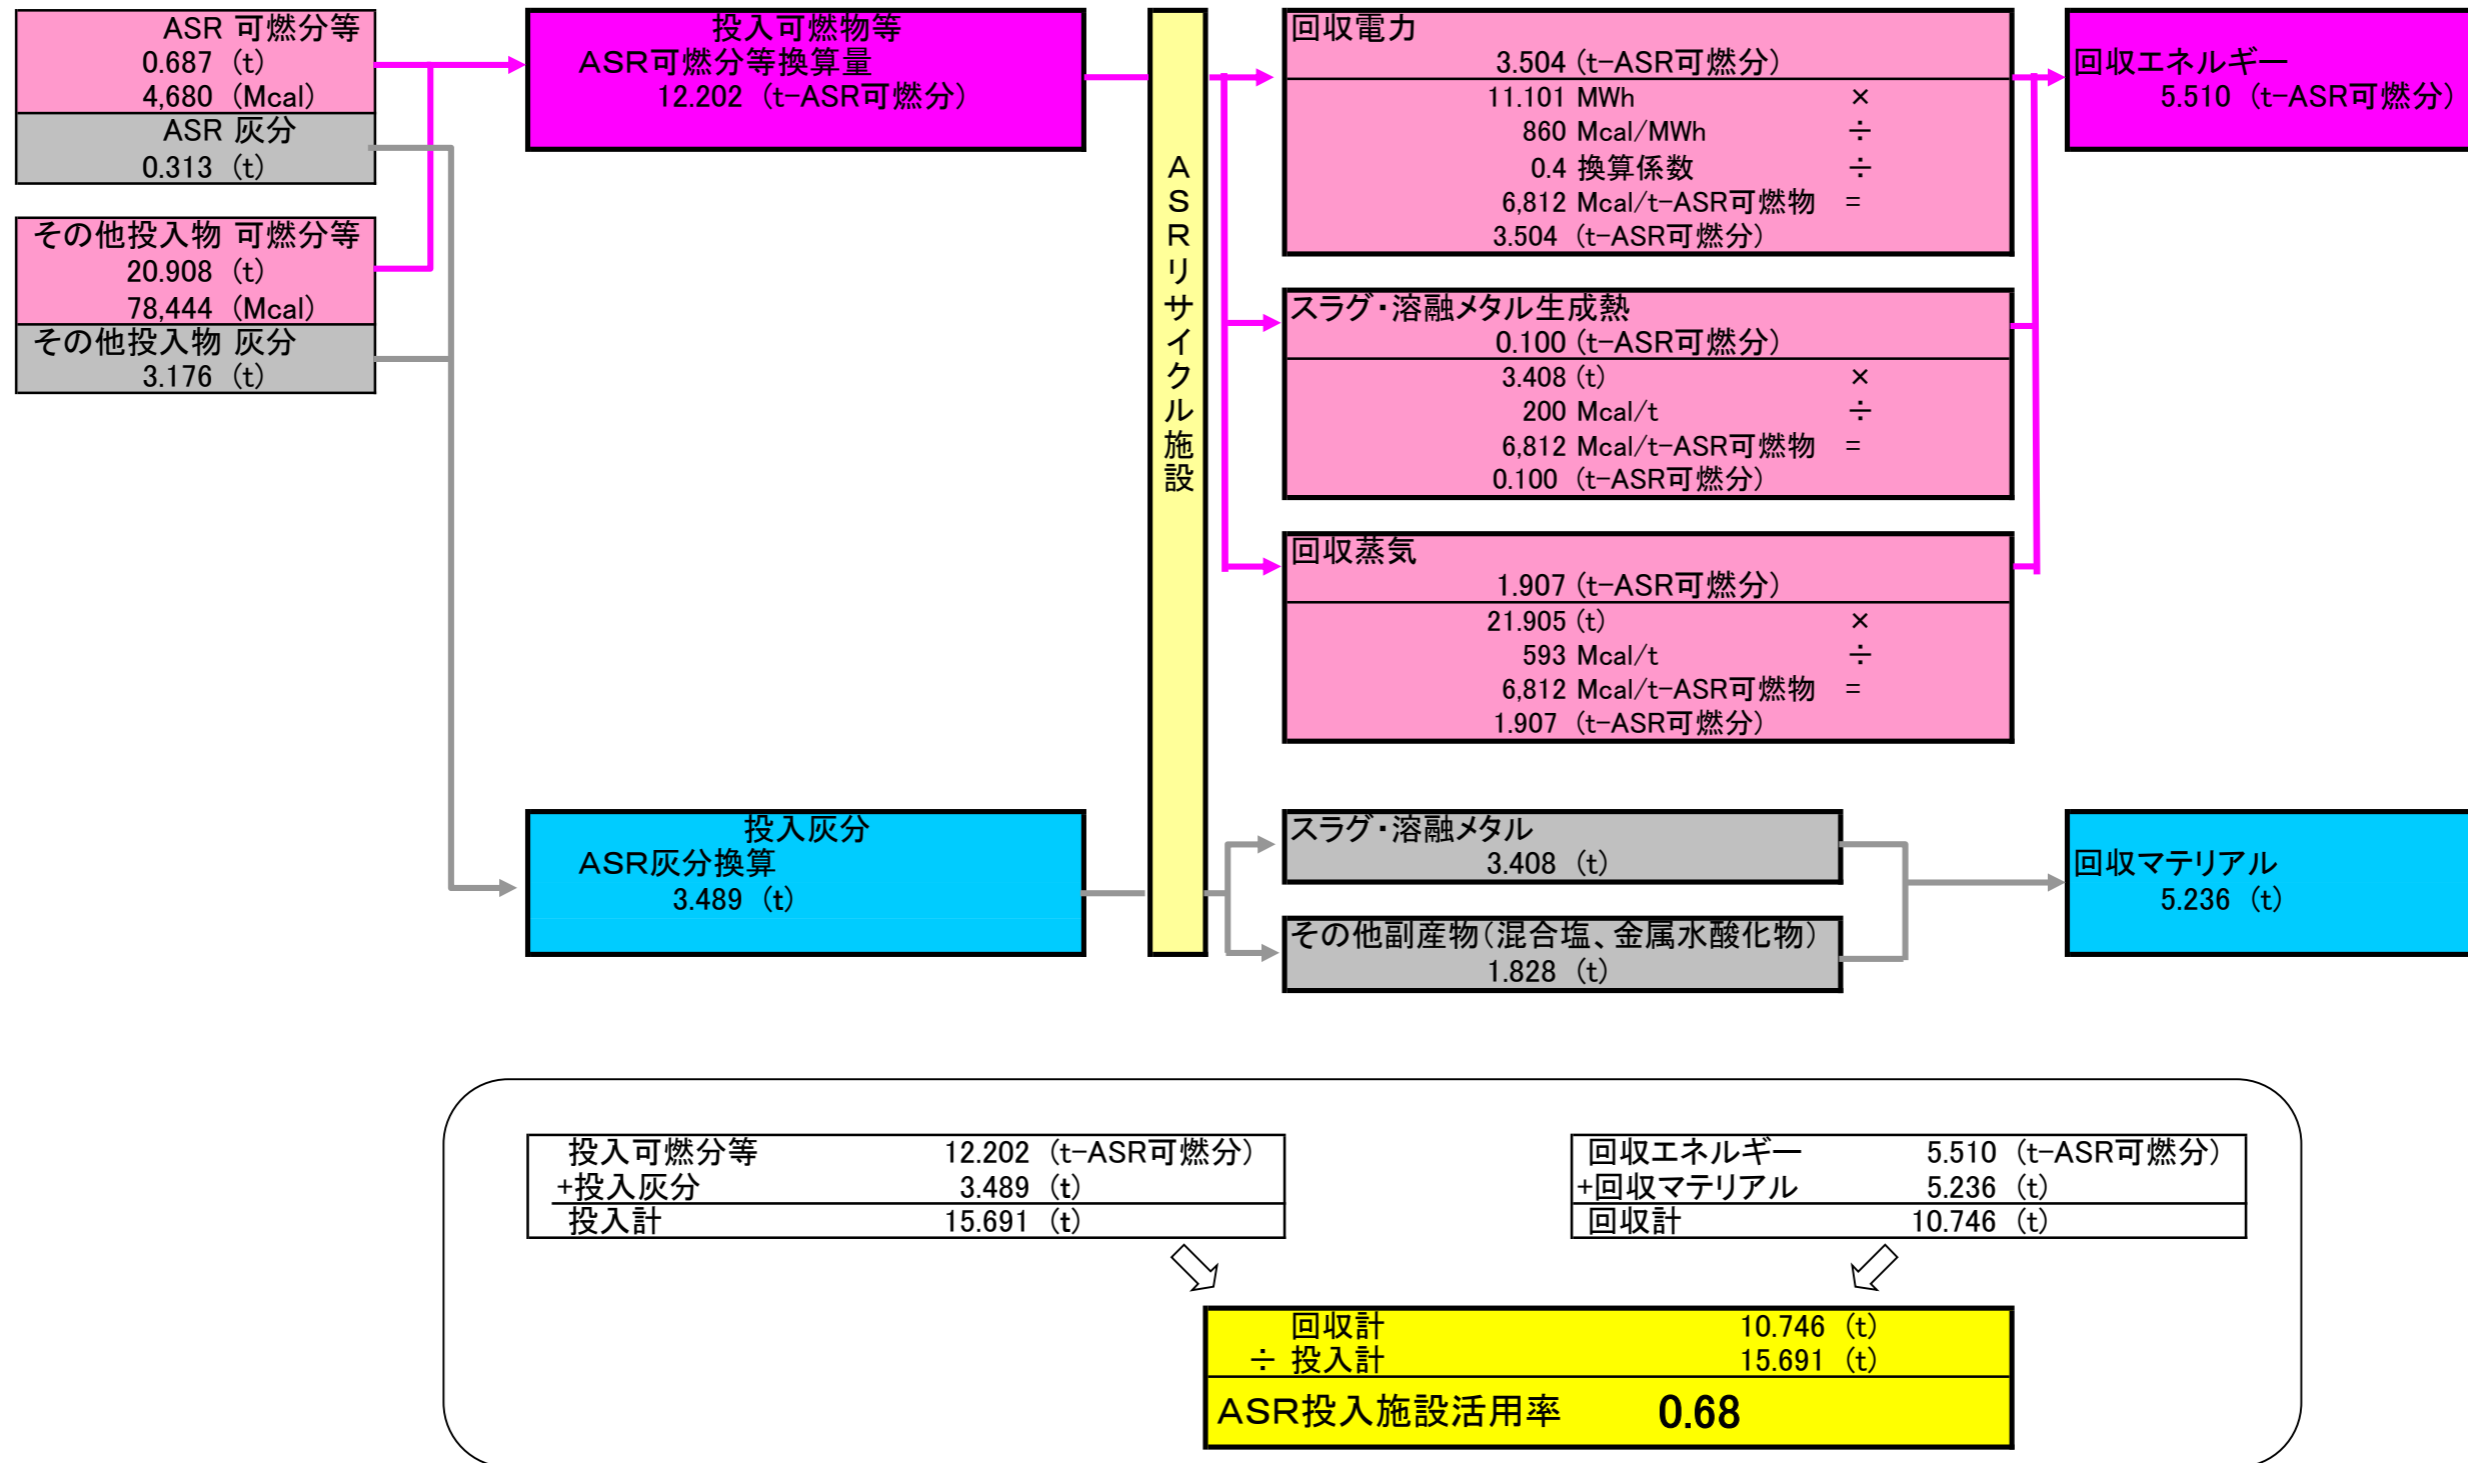 ASR 可燃分等
0.687 (t)
4,680 (Mcal)
ASR 灰分
0.313 (t)
その他投入物 可燃分等
20.908 (t)
78,444 (Mcal)
その他投入物 灰分
3.176 (t)
投入可燃物等
ASR可燃分等換算量
12.202 (t-ASR可燃分)
投入灰分
ASR灰分換算
3.489 (t)
ASRリサイクル施設
回収電力
3.504 (t-ASR可燃分)
11.101 MWh ×
860 Mcal/MWh ÷
0.4 換算係数 ÷
6,812 Mcal/t-ASR可燃物 =
3.504 (t-ASR可燃分)
スラグ・溶融メタル生成熱
0.100 (t-ASR可燃分)
3.408 (t) ×
200 Mcal/t ÷
6,812 Mcal/t-ASR可燃物 =
0.100 (t-ASR可燃分)
回収蒸気
1.907 (t-ASR可燃分)
21.905 (t) ×
593 Mcal/t ÷
6,812 Mcal/t-ASR可燃物 =
1.907 (t-ASR可燃分)
スラグ・溶融メタル
3.408 (t)
その他副産物(混合塩、金属水酸化物)
1.828 (t)
回収エネルギー
5.510 (t-ASR可燃分)
回収マテリアル
5.236 (t)
投入可燃分等 12.202 (t-ASR可燃分)
+投入灰分 3.489 (t)
投入計 15.691 (t)
回収エネルギー 5.510 (t-ASR可燃分)
+回収マテリアル 5.236 (t)
回収計 10.746 (t)
回収計 10.746 (t)
÷ 投入計 15.691 (t)
ASR投入施設活用率 0.68